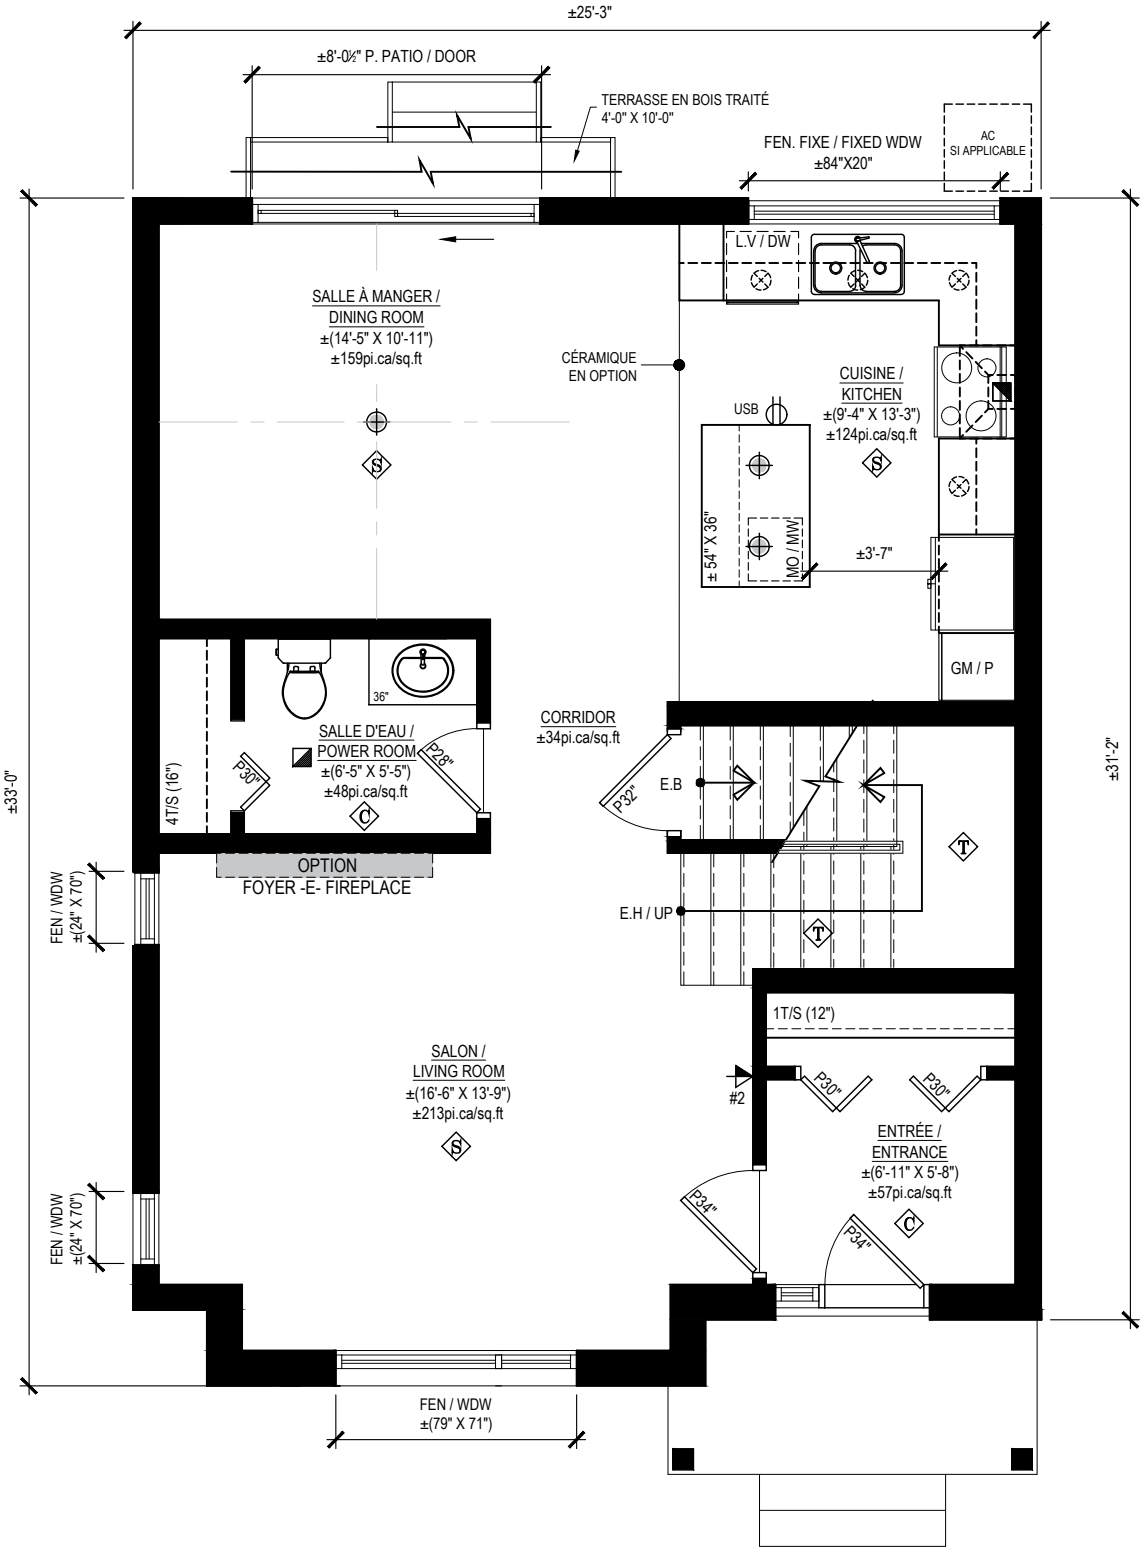 ±25'-3"
±8'-0½" P. PATIO / DOOR
TERRASSE EN BOIS TRAITÉ
4'-0" X 10'-0"
AC
SI APPLICABLE
FEN. FIXE / FIXED WDW
±84"X20"
L.V / DW
SALLE À MANGER /
DINING ROOM
±(14'-5" X 10'-11")
±159pi.ca/sq.ft
S
CÉRAMIQUE
EN OPTION
CUISINE /
KITCHEN
±(9'-4" X 13'-3")
±124pi.ca/sq.ft
S
USB
± 54" X 36"
MO / MW
±3'-7"
GM / P
36"
SALLE D'EAU /
POWER ROOM
±(6'-5" X 5'-5")
±48pi.ca/sq.ft
C
P30"
P28"
4T/S (16")
CORRIDOR
±34pi.ca/sq.ft
P32"
E.B
E.H / UP
T
T
±33'-0"
±31'-2"
OPTION
FOYER -E- FIREPLACE
FEN / WDW
±(24" X 70")
SALON /
LIVING ROOM
±(16'-6" X 13'-9")
±213pi.ca/sq.ft
S
1T/S (12")
P30"
P30"
#2
ENTRÉE /
ENTRANCE
±(6'-11" X 5'-8")
±57pi.ca/sq.ft
C
P34"
P34"
FEN / WDW
±(24" X 70")
FEN / WDW
±(79" X 71")